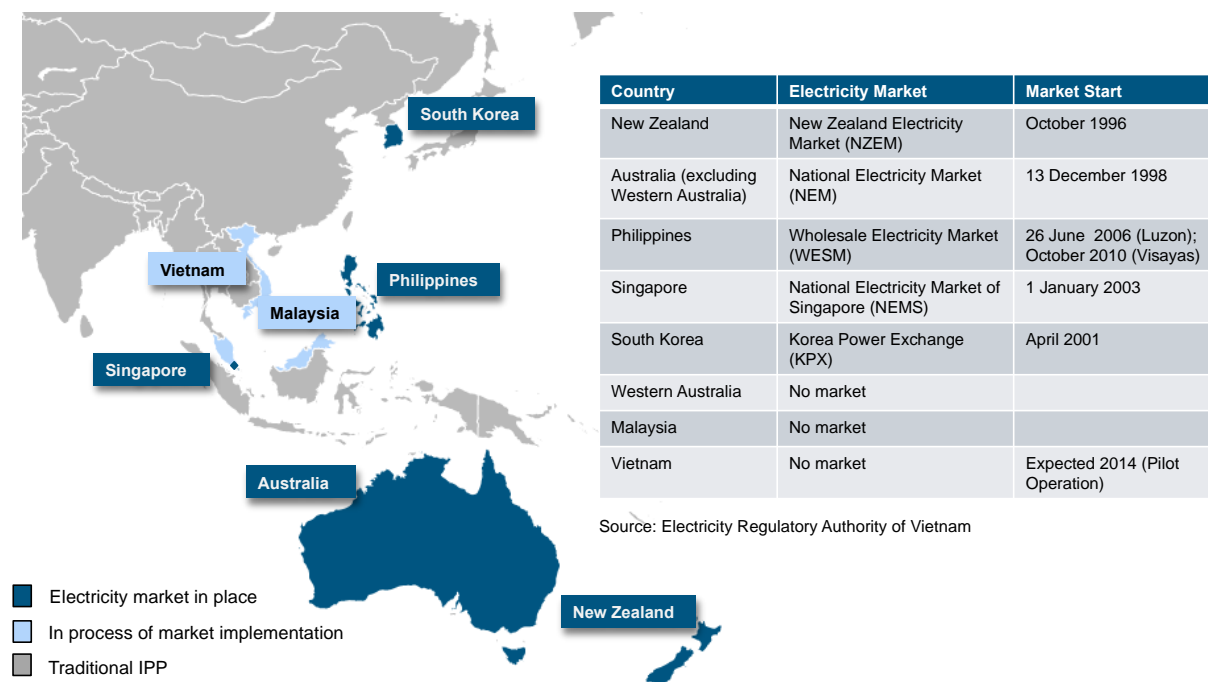 South Korea
Vietnam
Philippines
Malaysia
Singapore
Australia
New Zealand
Electricity market in place
In process of market implementation
Traditional IPP
Country Electricity Market Market Start
New Zealand New Zealand Electricity Market (NZEM) October 1996
Australia (excluding Western Australia) National Electricity Market (NEM) 13 December 1998
Philippines Wholesale Electricity Market (WESM) 26 June 2006 (Luzon); October 2010 (Visayas)
Singapore National Electricity Market of Singapore (NEMS) 1 January 2003
South Korea Korea Power Exchange (KPX) April 2001
Western Australia No market
Malaysia No market
Vietnam No market Expected 2014 (Pilot Operation)
Source: Electricity Regulatory Authority of Vietnam